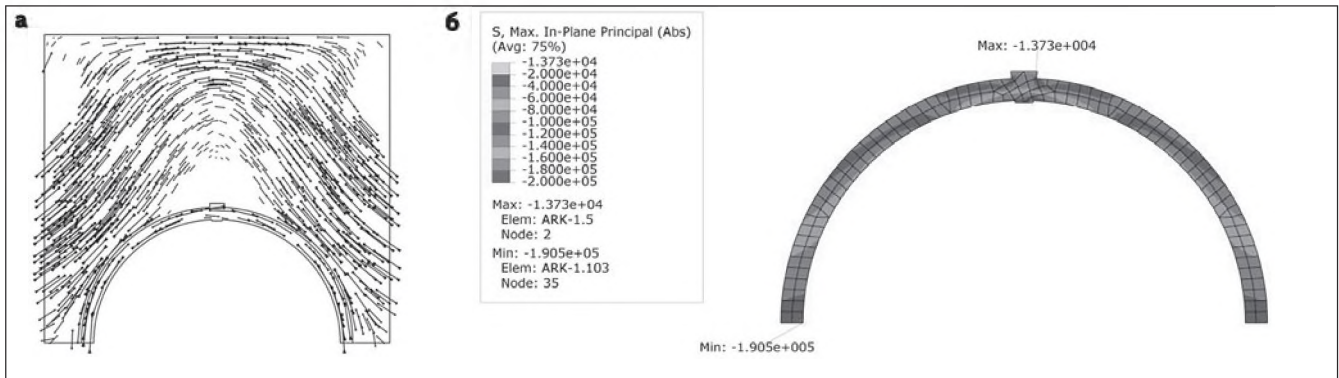 а
б
S, Max. In-Plane Principal (Abs)
(Avg: 75%)
-1.373e+04
-2.000e+04
-4.000e+04
-6.000e+04
-8.000e+04
-1.000e+05
-1.200e+05
-1.400e+05
-1.600e+05
-1.800e+05
-2.000e+05
Max: -1.373e+04
Elem: ARK-1.5
Node: 2
Min: -1.905e+05
Elem: ARK-1.103
Node: 35
Max: -1.373e+004
Min: -1.905e+005